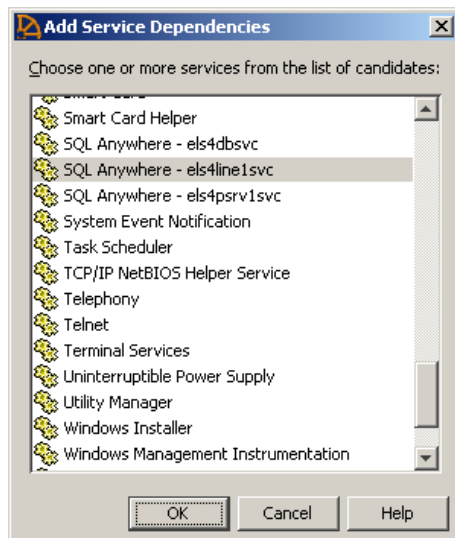 Add Service Dependencies
Choose one or more services from the list of candidates:
Smart Card Helper
SQL Anywhere - els4dbsvc
SQL Anywhere - els4line1svc
SQL Anywhere - els4psrv1svc
System Event Notification
Task Scheduler
TCP/IP NetBIOS Helper Service
Telephony
Telnet
Terminal Services
Uninterruptible Power Supply
Utility Manager
Windows Installer
Windows Management Instrumentation
OK
Cancel
Help